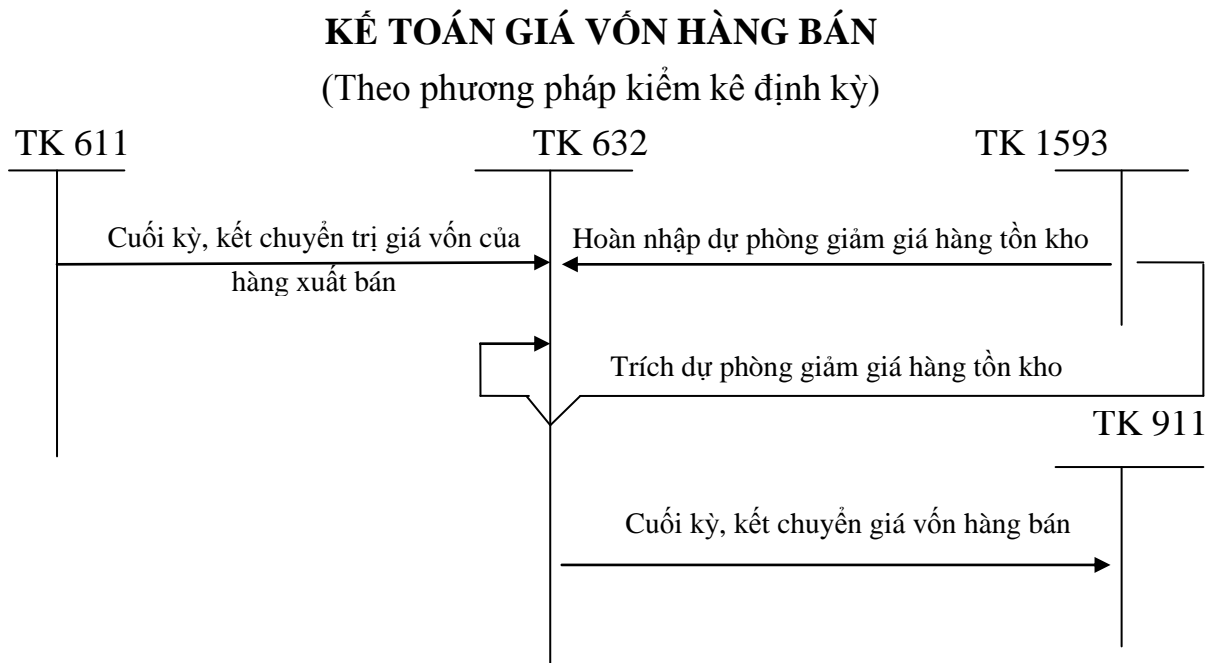 KẾ TOÁN GIÁ VỐN HÀNG BÁN
(Theo phương pháp kiểm kê định kỳ)
TK 611
TK 632
TK 1593
Cuối kỳ, kết chuyển trị giá vốn của
hàng xuất bán
Hoàn nhập dự phòng giảm giá hàng tồn kho
Trích dự phòng giảm giá hàng tồn kho
TK 911
Cuối kỳ, kết chuyển giá vốn hàng bán